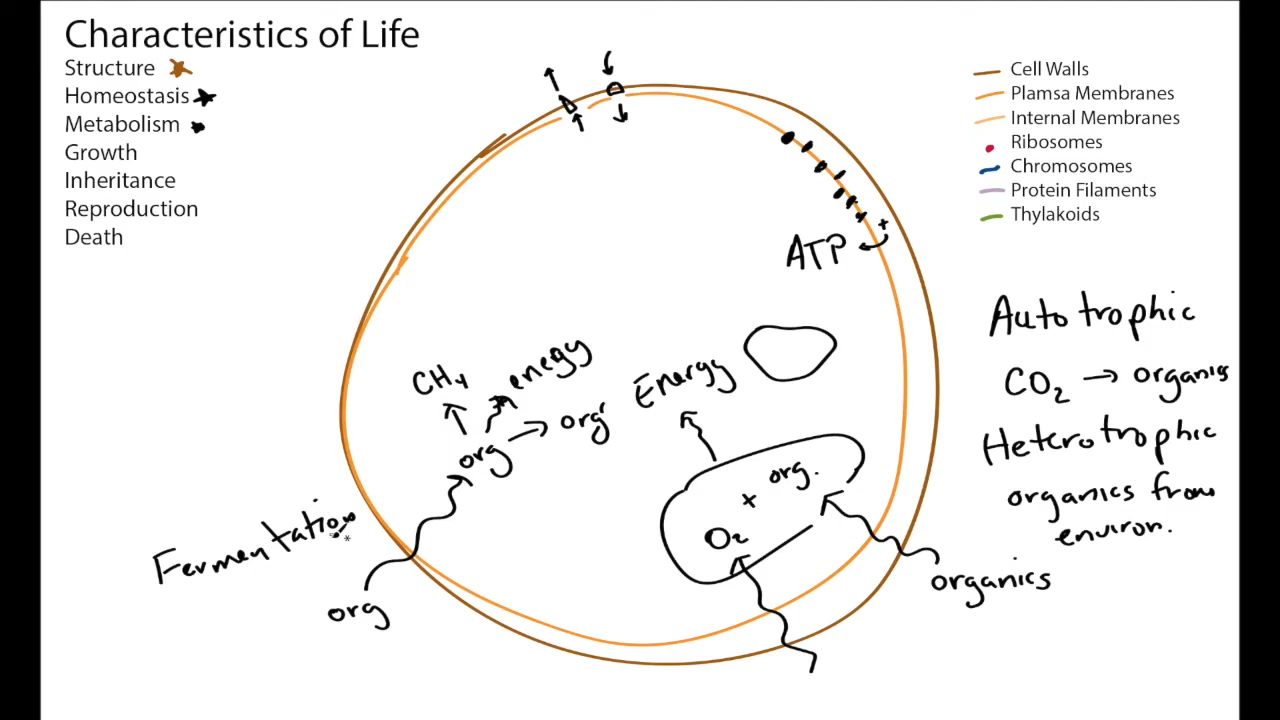 Characteristics of Life
Structure
Homeostasis
Metabolism
Growth
Inheritance
Reproduction
Death
Cell Walls
Plamsa Membranes
Internal Membranes
Ribosomes
Chromosomes
Protein Filaments
Thylakoids
ATP
+
Autotrophic
CO2 → organics
Heterotrophic
organics from
environ.
CH4
enegy
org
org
Energy
+ org.
O2
Fermentation
org
organics